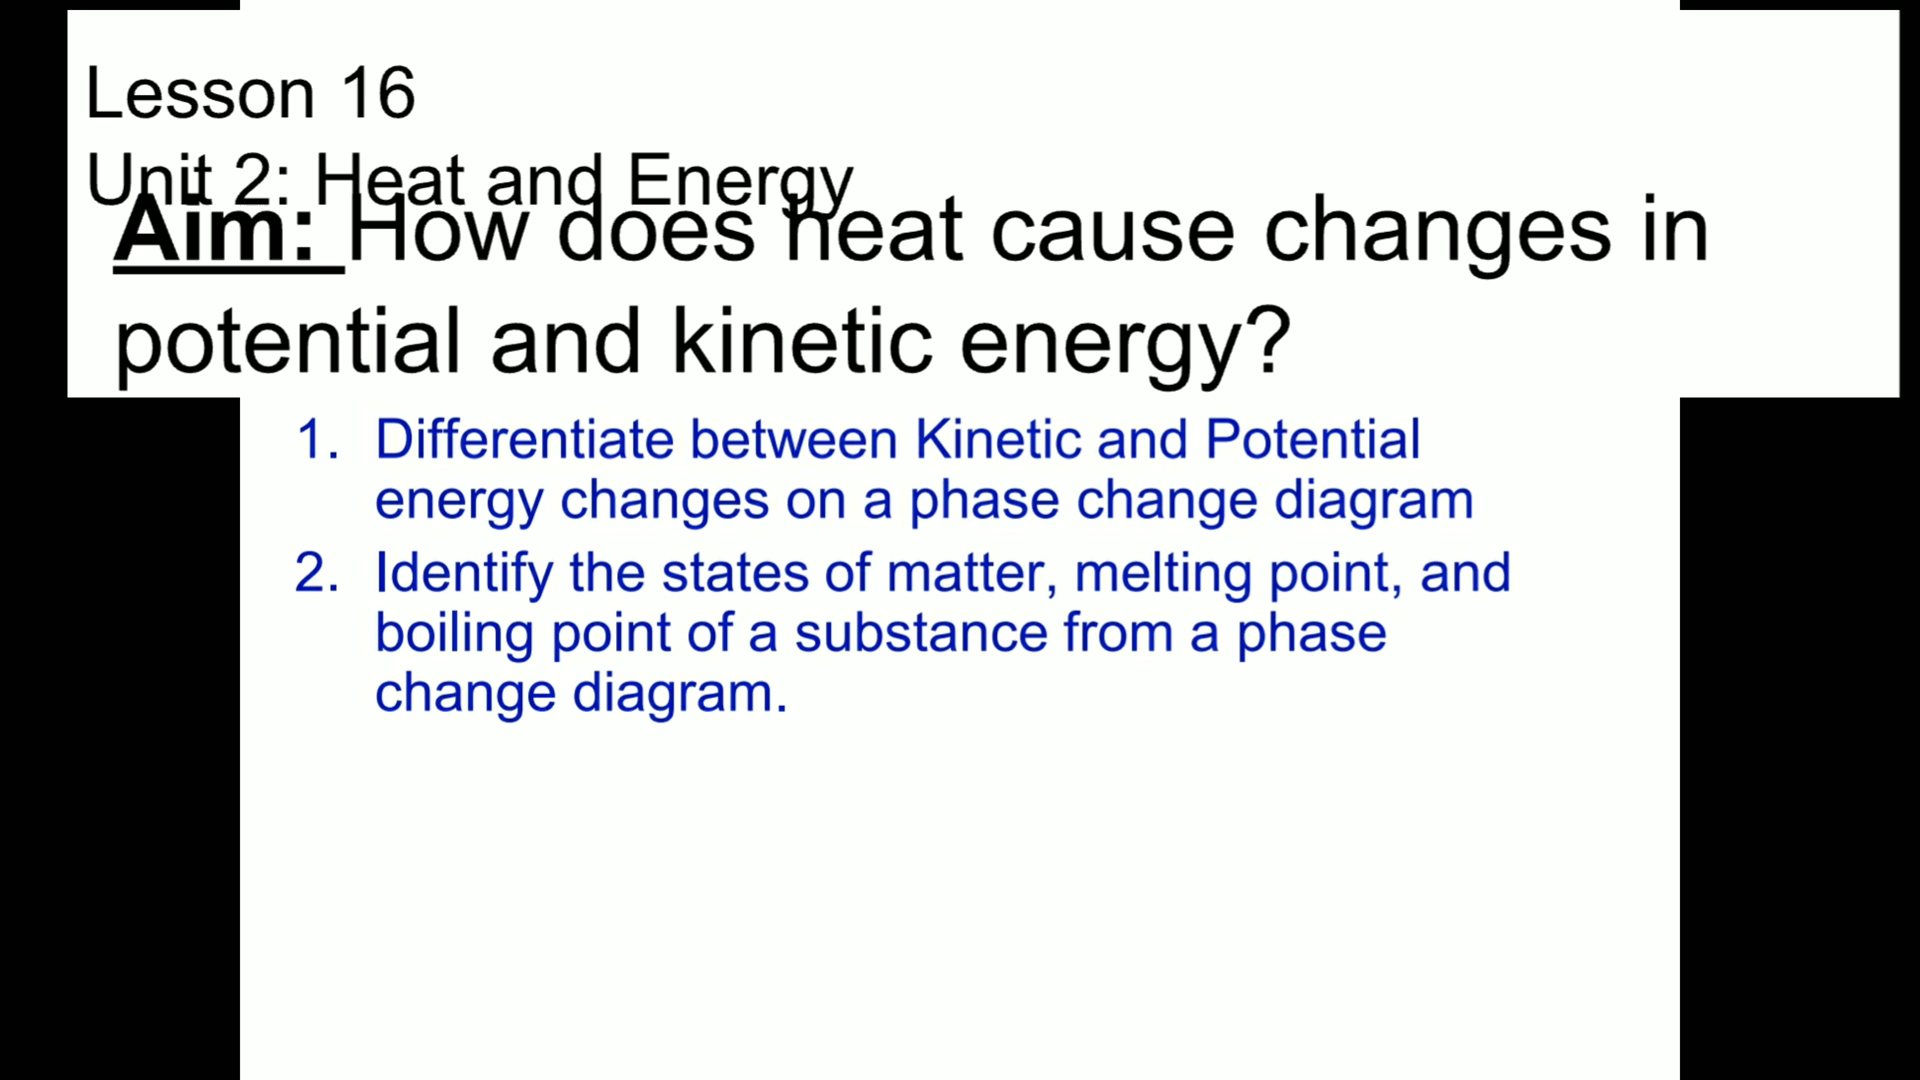 Lesson 16
Unit 2: Heat and Energy
Aim: How does heat cause changes in
potential and kinetic energy?
1. Differentiate between Kinetic and Potential
energy changes on a phase change diagram
2. Identify the states of matter, melting point, and
boiling point of a substance from a phase
change diagram.